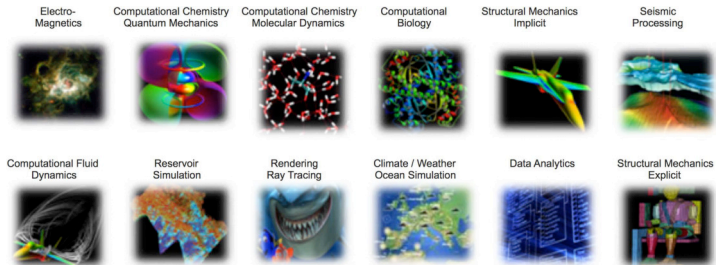 Electro-
Magnetics
Computational Chemistry
Quantum Mechanics
Computational Chemistry
Molecular Dynamics
Computational
Biology
Structural Mechanics
Implicit
Seismic
Processing
Computational Fluid
Dynamics
Reservoir
Simulation
Rendering
Ray Tracing
Climate / Weather
Ocean Simulation
Data Analytics
Structural Mechanics
Explicit